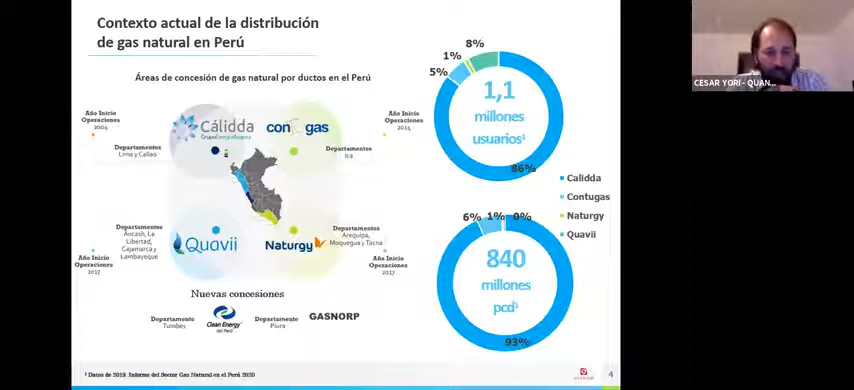 Contexto actual de la distribución
de gas natural en Perú
Áreas de concesión de gas natural por ductos en el Perú
Año Inicio
Operaciones
2004
Departamentos
Lima y Callao
Cálidda
con gas
Año Inicio
Operaciones
2014
Departamentos
Ica
Departamentos
Áncash, La
Libertad,
Cajamarca y
Lambayeque
Año Inicio
Operaciones
2017
Quavii
Naturgy
Departamentos
Arequipa,
Moquegua y Tacna
Año Inicio
Operaciones
2017
Nuevas concesiones
Departamento
Tumbes
Clean Energy
del Perú
Departamento
Piura
GASNORP
8%
1%
5%
1,1
millones
usuarios¹
86%
Calidda
Contugas
Naturgy
Quavii
6% 1% 0%
840
millones
pcd¹
93%
¹ Datos de 2019. Informe del Sector Gas Natural en el Perú 2020
4
CESAR YORI - QUAN...